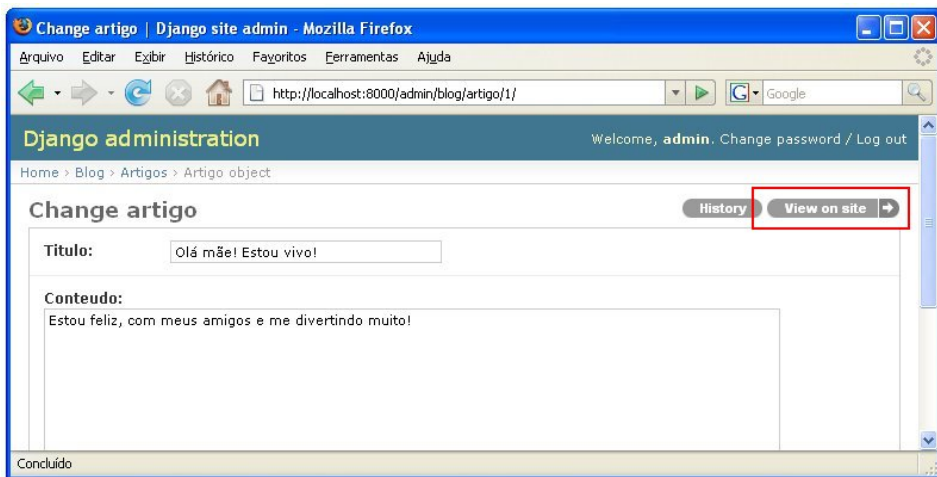 Change artigo | Django site admin - Mozilla Firefox
Arquivo Editar Exibir Histórico Favoritos Ferramentas Ajuda
http://localhost:8000/admin/blog/artigo/1/ G Google
Django administration Welcome, admin. Change password / Log out
Home > Blog > Artigos > Artigo object
Change artigo History View on site
Titulo: Olá mãe! Estou vivo!
Conteudo:
Estou feliz, com meus amigos e me divertindo muito!
Concluído